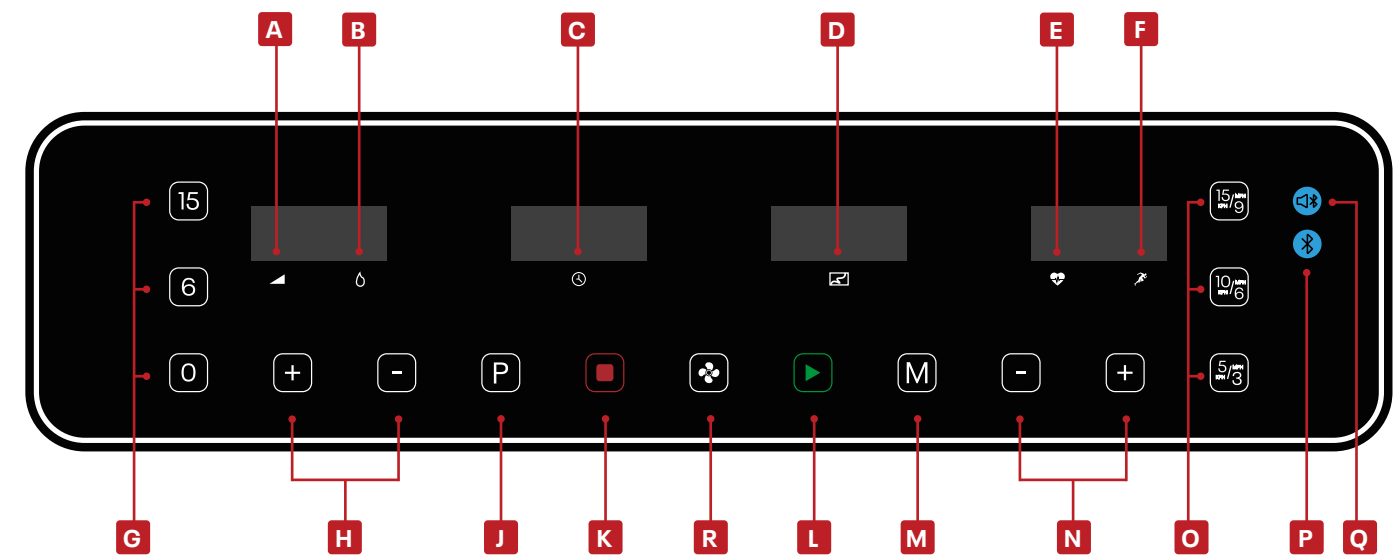 A B C D E F
15 15 KPH / MPH 9
6 10 KPH / MPH 6
0 + - P M - + 5 KPH / MPH 3
G H J K R L M N O P Q